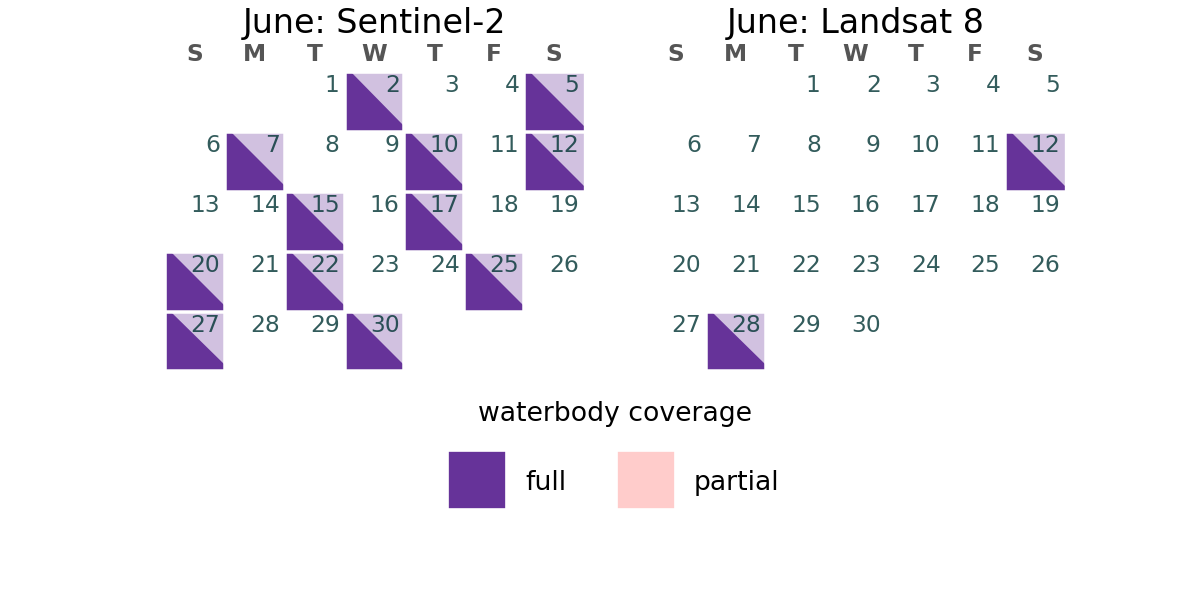 June: Sentinel-2
S M T W T F S
1 2 3 4 5
6 7 8 9 10 11 12
13 14 15 16 17 18 19
20 21 22 23 24 25 26
27 28 29 30
June: Landsat 8
S M T W T F S
1 2 3 4 5
6 7 8 9 10 11 12
13 14 15 16 17 18 19
20 21 22 23 24 25 26
27 28 29 30
waterbody coverage
full partial